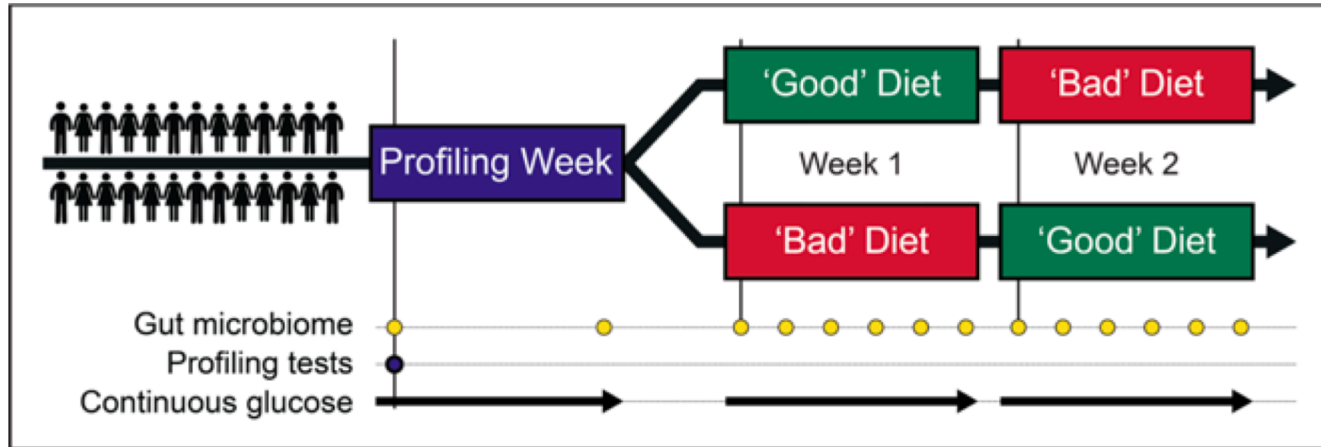 ‘Good’ Diet
‘Bad’ Diet
Profiling Week
Week 1
Week 2
‘Bad’ Diet
‘Good’ Diet
Gut microbiome
Profiling tests
Continuous glucose